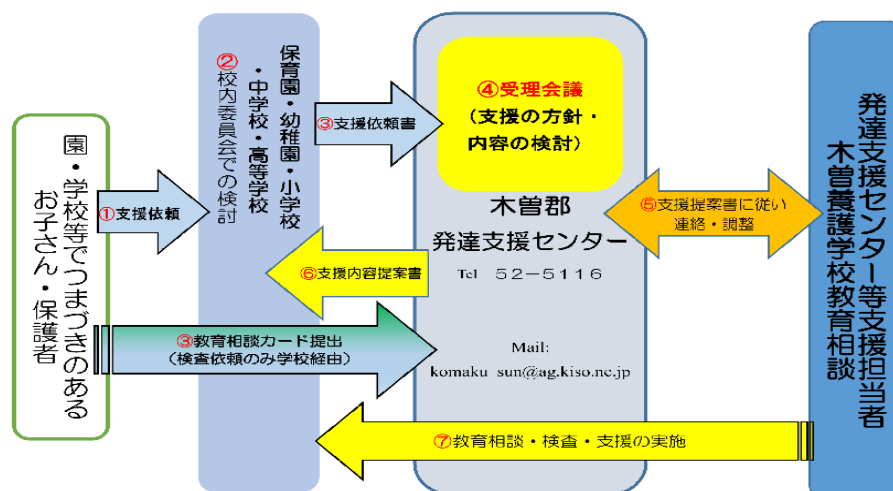 園・学校等でつまづきのある
お子さん・保護者
①支援依頼
保育園・幼稚園・小学校
・中学校・高等学校
②校内委員会での検討
③支援依頼書
④受理会議
(支援の方針・
内容の検討)
木曽郡
発達支援センター
Tel 52-5116
Mail:
komaku sun@ag.kiso.nc.jp
⑤支援提案書に従い
連絡・調整
⑥支援内容提案書
③教育相談カード提出
(検査依頼のみ学校経由)
⑦教育相談・検査・支援の実施
発達支援センター等支援担当者
木曽養護学校教育相談